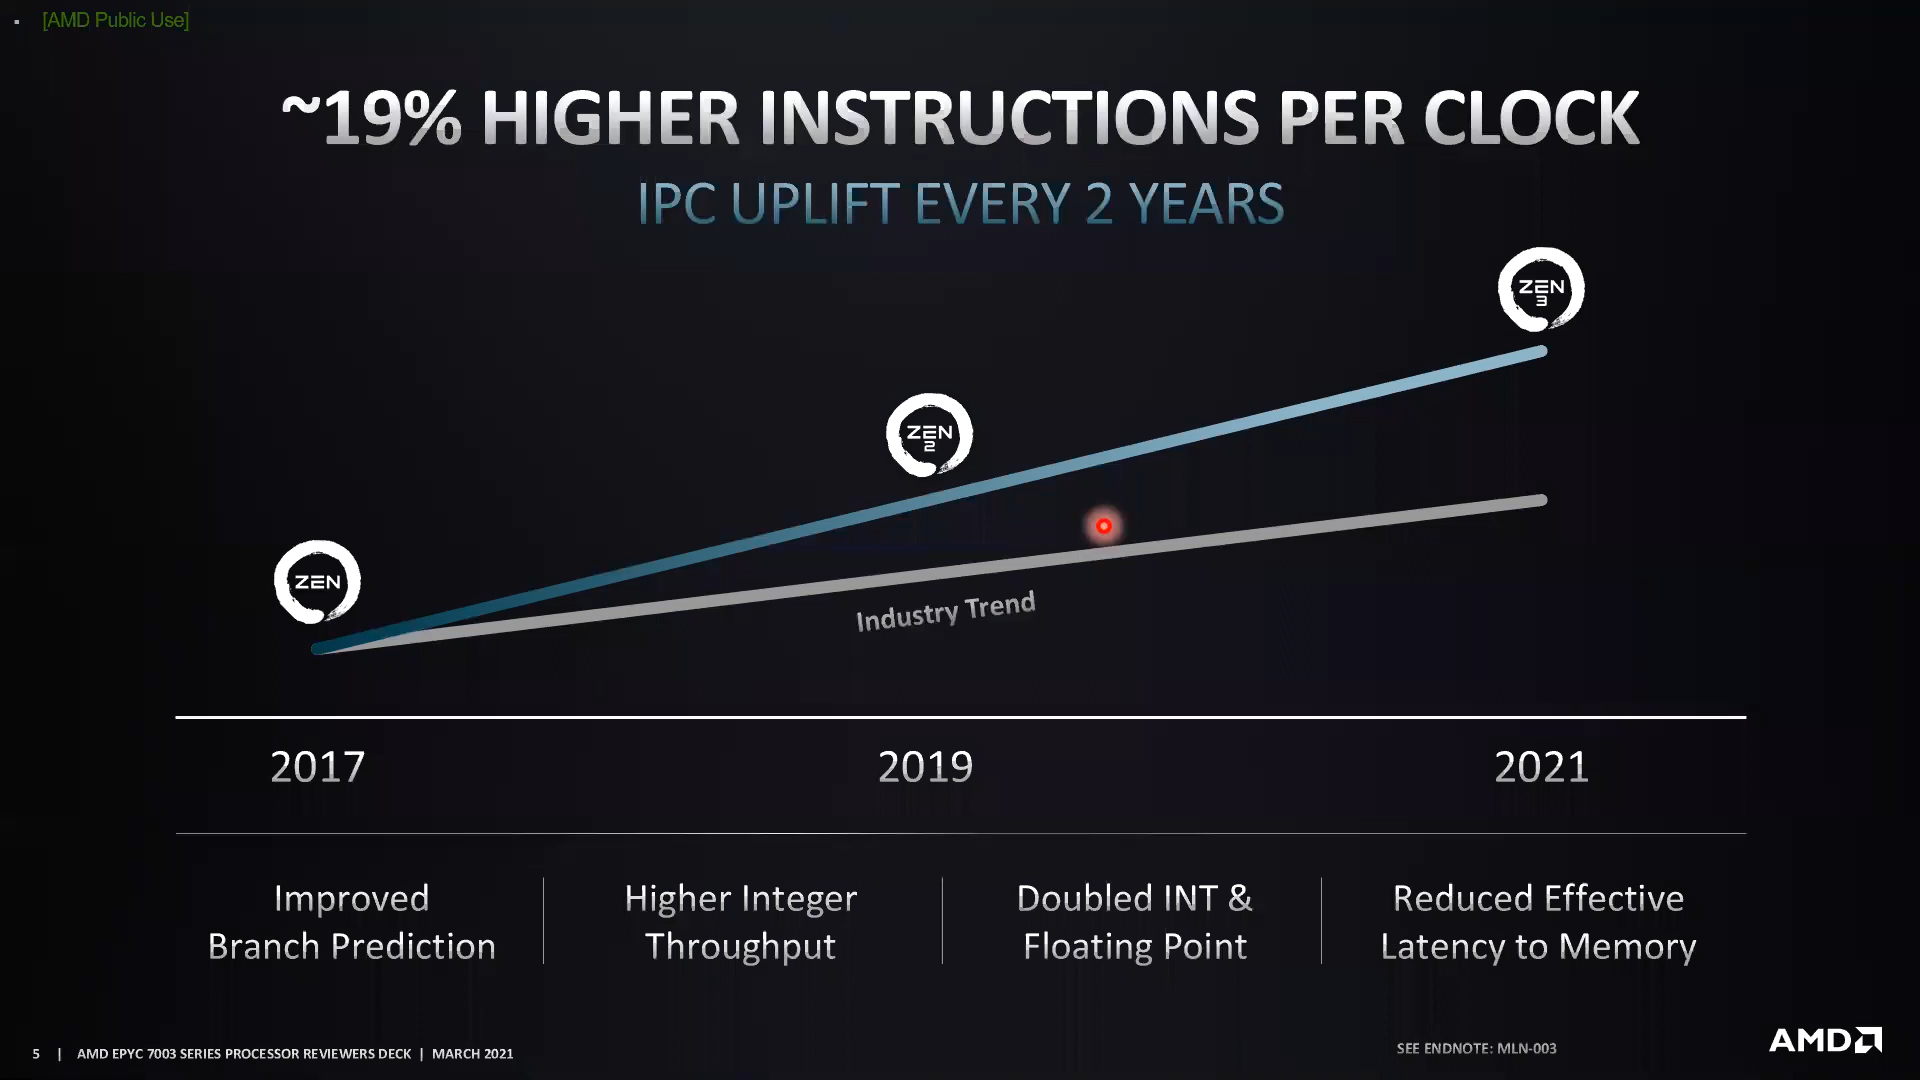 [AMD Public Use]
~19% HIGHER INSTRUCTIONS PER CLOCK
IPC UPLIFT EVERY 2 YEARS
ZEN
3
ZEN
2
ZEN
Industry Trend
2017
2019
2021
Improved
Branch Prediction
Higher Integer
Throughput
Doubled INT &
Floating Point
Reduced Effective
Latency to Memory
5 | AMD EPYC 7003 SERIES PROCESSOR REVIEWERS DECK | MARCH 2021
SEE ENDNOTE: MLN-003
AMD